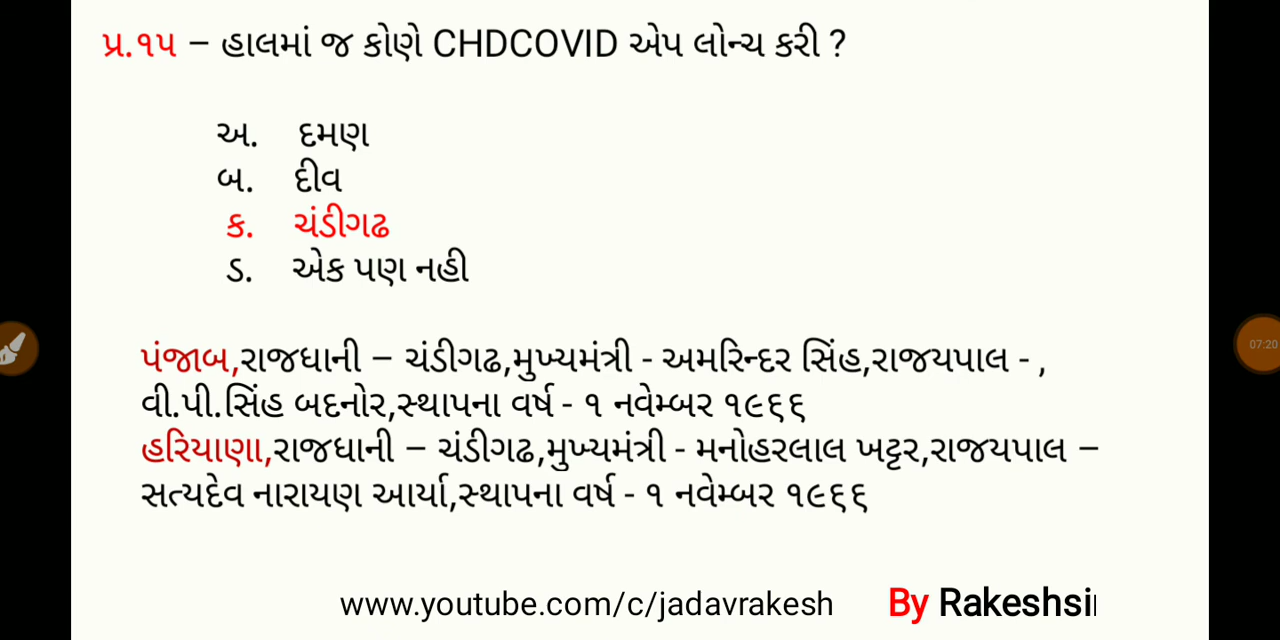 પ્ર.૧૫ – હાલમાં જ કોણે CHDCOVID એપ લોન્ચ કરી ?
અ. દમણ
બ. દીવ
ક. ચંડીગઢ
ડ. એક પણ નહી
પંજાબ,રાજધાની – ચંડીગઢ,મુખ્યમંત્રી - અમરિન્દર સિંહ,રાજયપાલ - ,
વી.પી.સિંહ બદનોર,સ્થાપના વર્ષ - ૧ નવેમ્બર ૧૯૬૬
હરિયાણા,રાજધાની – ચંડીગઢ,મુખ્યમંત્રી - મનોહરલાલ ખટ્ટર,રાજયપાલ –
સત્યદેવ નારાયણ આર્યા,સ્થાપના વર્ષ - ૧ નવેમ્બર ૧૯૬૬
07:20
www.youtube.com/c/jadavrakesh By